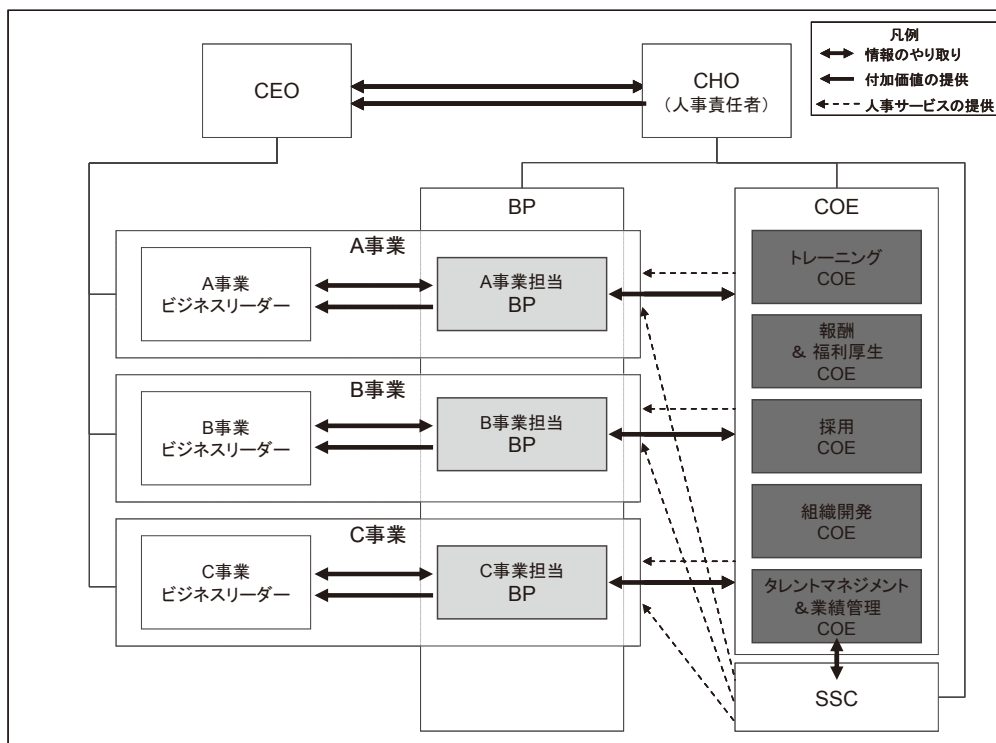 凡例
情報のやり取り
付加価値の提供
人事サービスの提供
CEO
CHO
(人事責任者)
BP
COE
A事業
A事業
ビジネスリーダー
A事業担当
BP
B事業
B事業
ビジネスリーダー
B事業担当
BP
C事業
C事業
ビジネスリーダー
C事業担当
BP
トレーニング
COE
報酬
& 福利厚生
COE
採用
COE
組織開発
COE
タレントマネジメント
&業績管理
COE
SSC